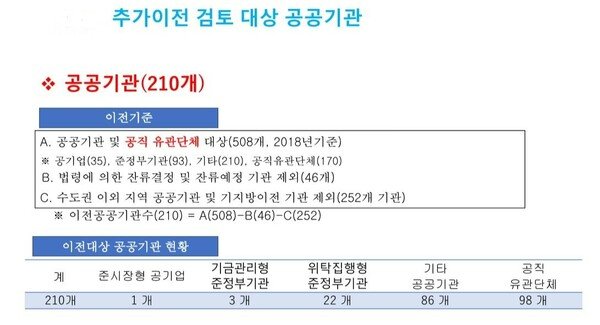 추가이전 검토 대상 공공기관
❖ 공공기관(210개)
이전기준
A. 공공기관 및 공직 유관단체 대상(508개, 2018년기준)
※ 공기업(35), 준정부기관(93), 기타(210), 공직유관단체(170)
B. 법령에 의한 잔류결정 및 잔류예정 기관 제외(46개)
C. 수도권 이외 지역 공공기관 및 기지방이전 기관 제외(252개 기관)
※ 이전공공기관수(210) = A(508)-B(46)-C(252)
이전대상 공공기관 현황
계 준시장형 공기업 기금관리형 위탁집행형 기타 공직
준정부기관 준정부기관 공공기관 유관단체
210개 1 개 3 개 22 개 86 개 98 개